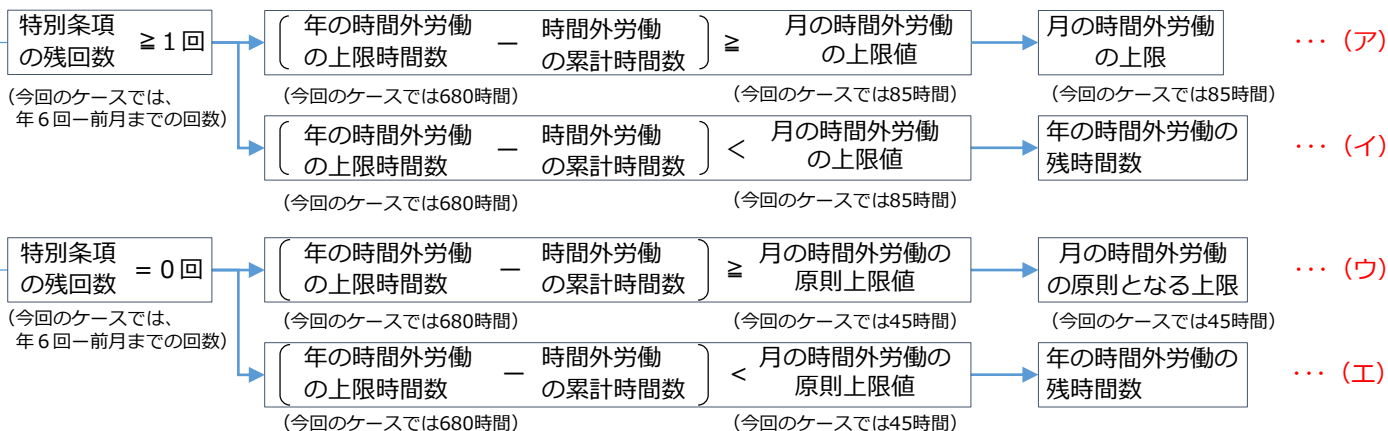 特別条項
の残回数 ≧1回
(今回のケースでは、
年6回ー前月までの回数)
年の時間外労働
の上限時間数
ー
時間外労働
の累計時間数
≧
月の時間外労働
の上限値
月の時間外労働
の上限
･･･（ア）
(今回のケースでは680時間)
(今回のケースでは85時間)
(今回のケースでは85時間)
年の時間外労働
の上限時間数
ー
時間外労働
の累計時間数
＜
月の時間外労働
の上限値
年の時間外労働の
残時間数
･･･（イ）
(今回のケースでは680時間)
(今回のケースでは85時間)
特別条項
の残回数 =0回
(今回のケースでは、
年6回ー前月までの回数)
年の時間外労働
の上限時間数
ー
時間外労働
の累計時間数
≧
月の時間外労働の
原則上限値
月の時間外労働
の原則となる上限
･･･（ウ）
(今回のケースでは680時間)
(今回のケースでは45時間)
(今回のケースでは45時間)
年の時間外労働
の上限時間数
ー
時間外労働
の累計時間数
＜
月の時間外労働の
原則上限値
年の時間外労働の
残時間数
･･･（エ）
(今回のケースでは680時間)
(今回のケースでは45時間)